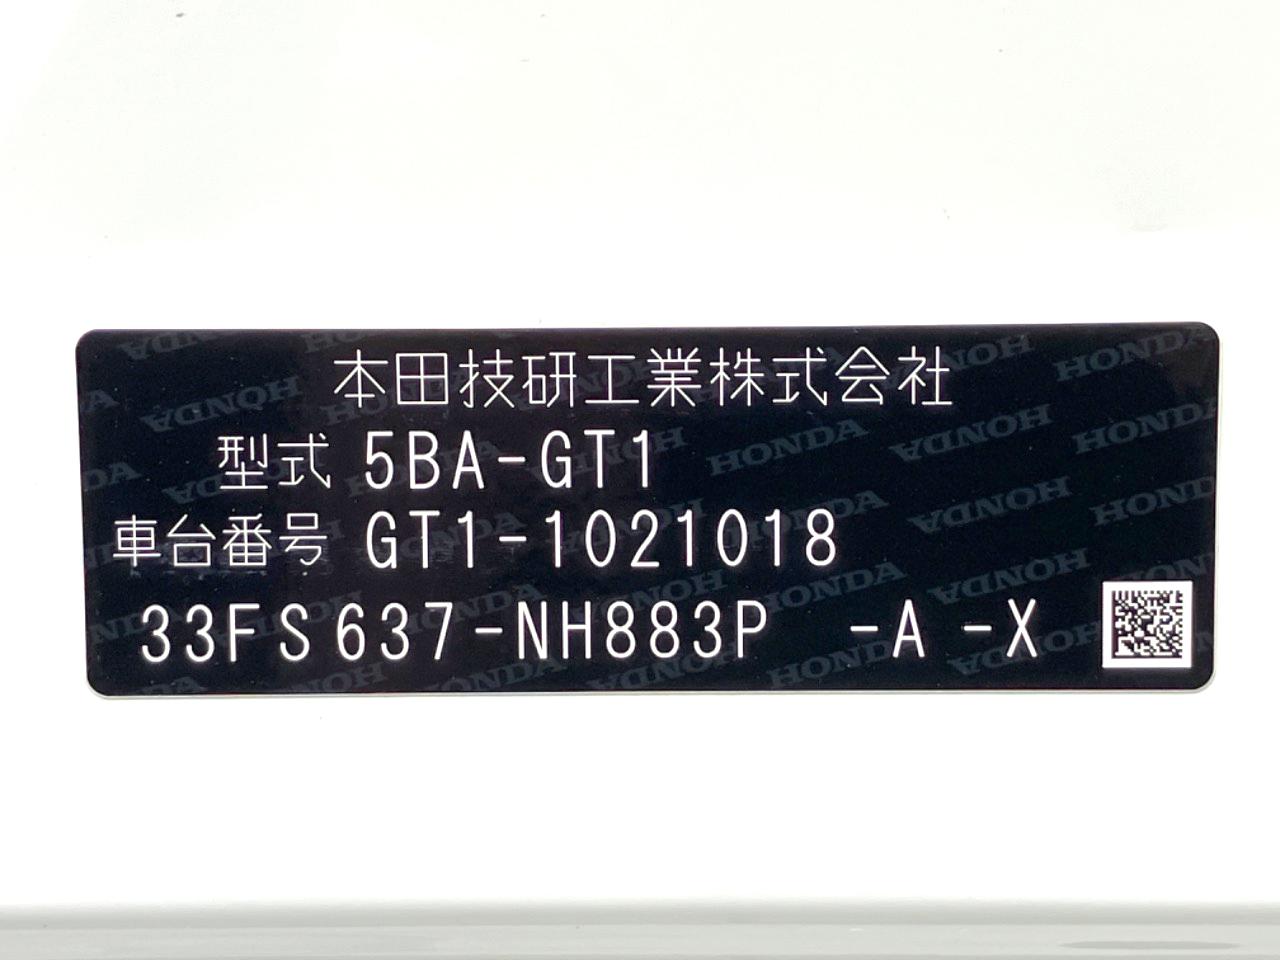 本田技研工業株式会社
型式 5BA-GT1
車台番号 GT1-1021018
33FS637-NH883P -A -X